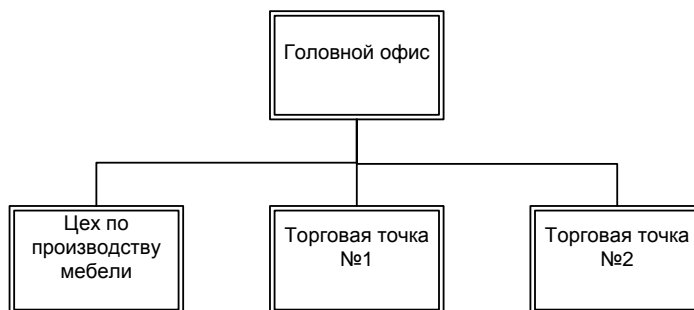 Головной офис
Цех по
производству
мебели
Торговая точка
№1
Торговая точка
№2